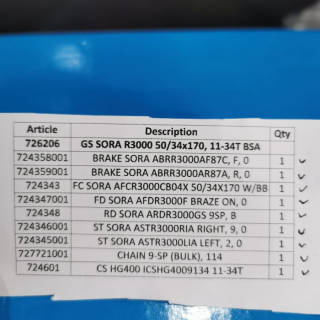 Article Description Qty
726206 GS SORA R3000 50/34x170, 11-34T BSA
724358001 BRAKE SORA ABRR3000AF87C, F, 0 1
724359001 BRAKE SORA ABRR3000AR87A, R, 0 1
724343 FC SORA AFCR3000CB04X 50/34X170 W/BB 1
724347001 FD SORA AFDR3000F BRAZE ON, 0 1
724348 RD SORA ARDR3000GS 9SP, B 1
724346001 ST SORA ASTR3000RIA RIGHT, 9, 0 1
724345001 ST SORA ASTR3000LIA LEFT, 2, 0 1
727721001 CHAIN 9-SP (BULK), 114 1
724601 CS HG400 ICSHG4009134 11-34T 1